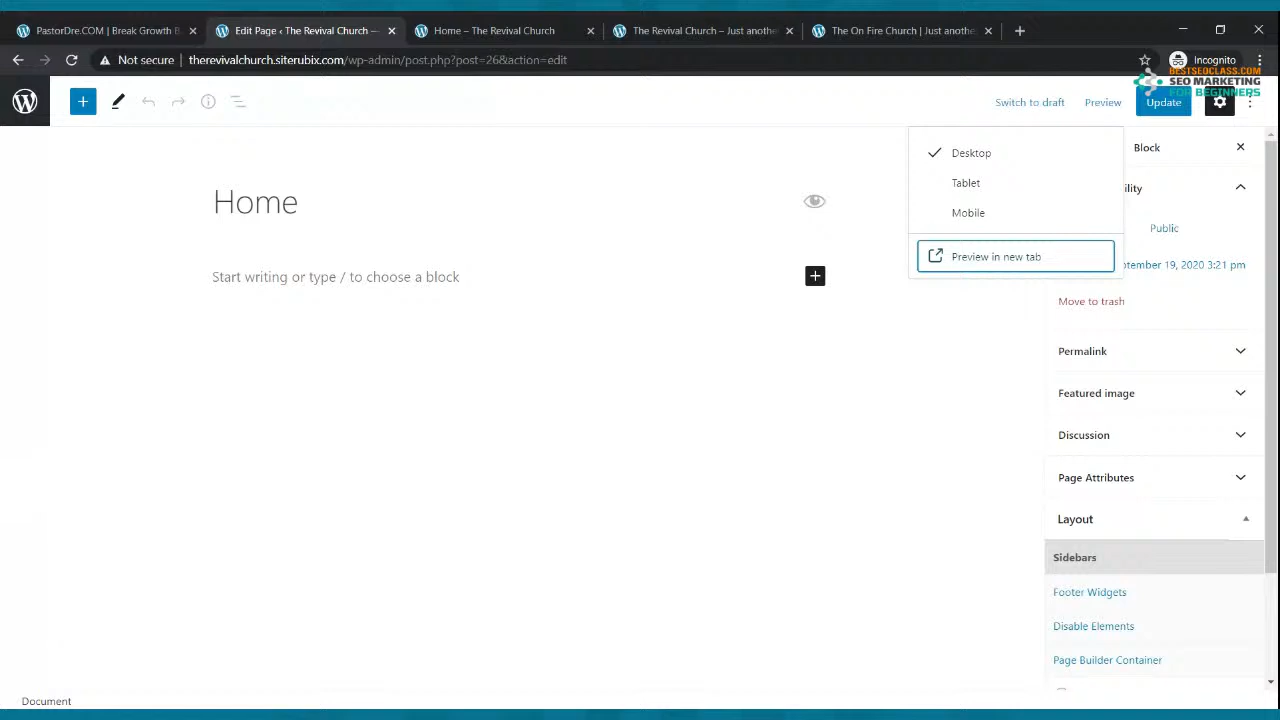 PastorDre.COM | Break Growth B
Edit Page ‹ The Revival Church —
Home – The Revival Church
The Revival Church – Just anothe
The On Fire Church | Just anothe
Not secure
therevivalchurch.siterubix.com/wp-admin/post.php?post=26&action=edit
Incognito
BESTSEOCLASS.COM
SEO MARKETING
FOR BEGINNERS
Switch to draft
Preview
Update
Desktop
Tablet
Mobile
Preview in new tab
Block
ility
Public
ptember 19, 2020 3:21 pm
Move to trash
Home
Start writing or type / to choose a block
Permalink
Featured image
Discussion
Page Attributes
Layout
Sidebars
Footer Widgets
Disable Elements
Page Builder Container
Document